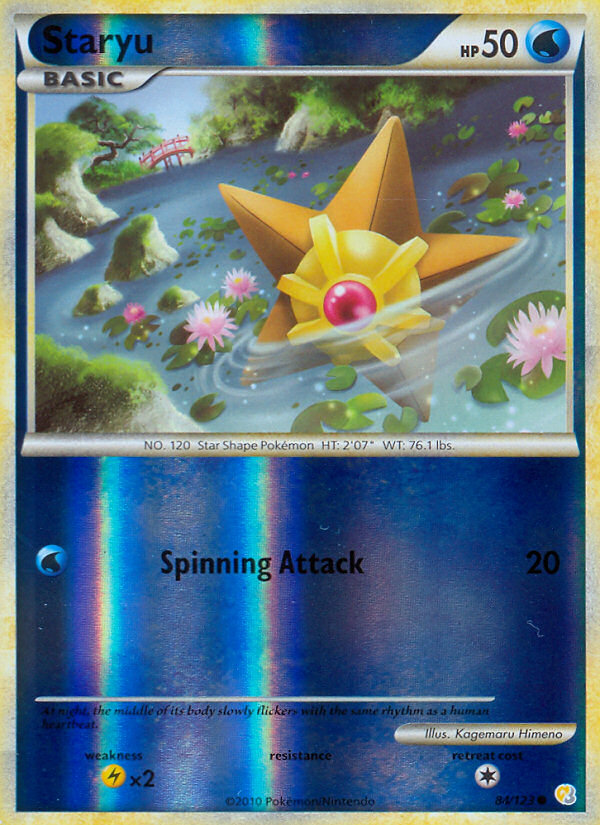 Staryu
HP 50
BASIC
NO. 120 Star Shape Pokémon HT: 2'07" WT: 76.1 lbs.
Spinning Attack 20
At night, the middle of its body slowly flickers with the same rhythm as a human
heartbeat.
Illus. Kagemaru Himeno
weakness resistance retreat cost
×2
©2010 Pokémon/Nintendo 84/123